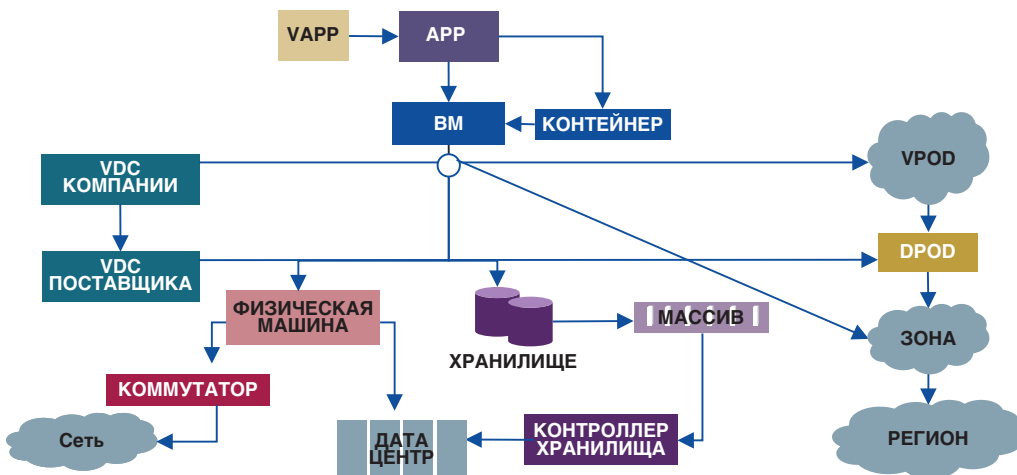 VAPP
APP
ВМ
КОНТЕЙНЕР
VDC
КОМПАНИИ
VPOD
VDC
ПОСТАВЩИКА
DPOD
ФИЗИЧЕСКАЯ
МАШИНА
МАССИВ
ХРАНИЛИЩЕ
ЗОНА
КОММУТАТОР
Сеть
ДАТА
ЦЕНТР
КОНТРОЛЛЕР
ХРАНИЛИЩА
РЕГИОН